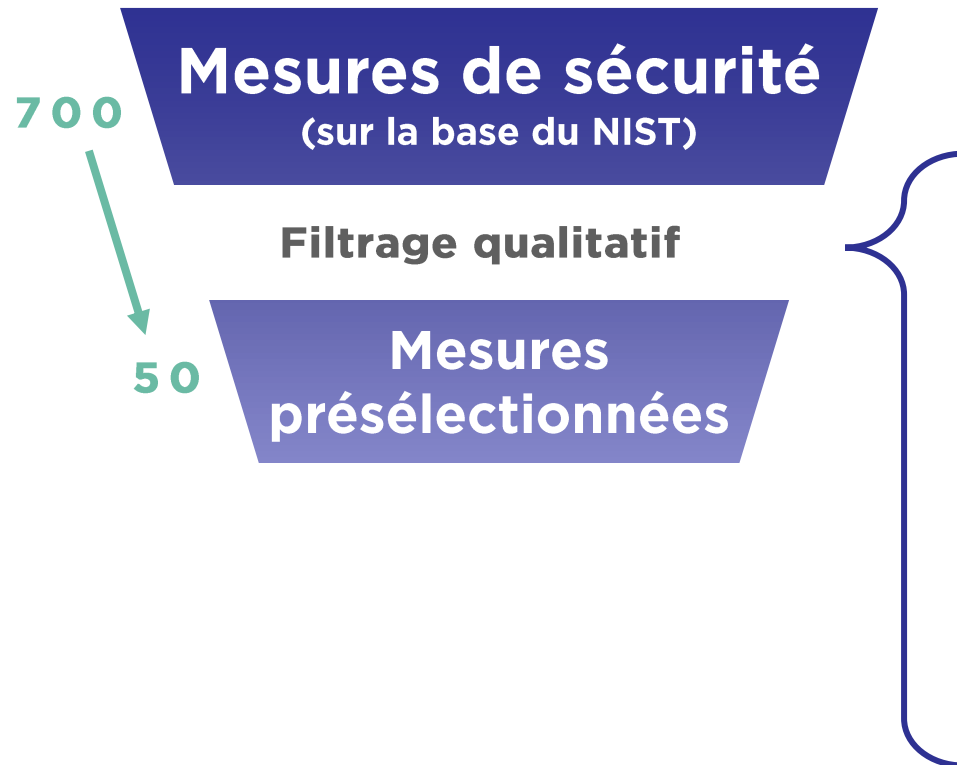 Mesures de sécurité
(sur la base du NIST)
700
Filtrage qualitatif
Mesures
présélectionnées
50